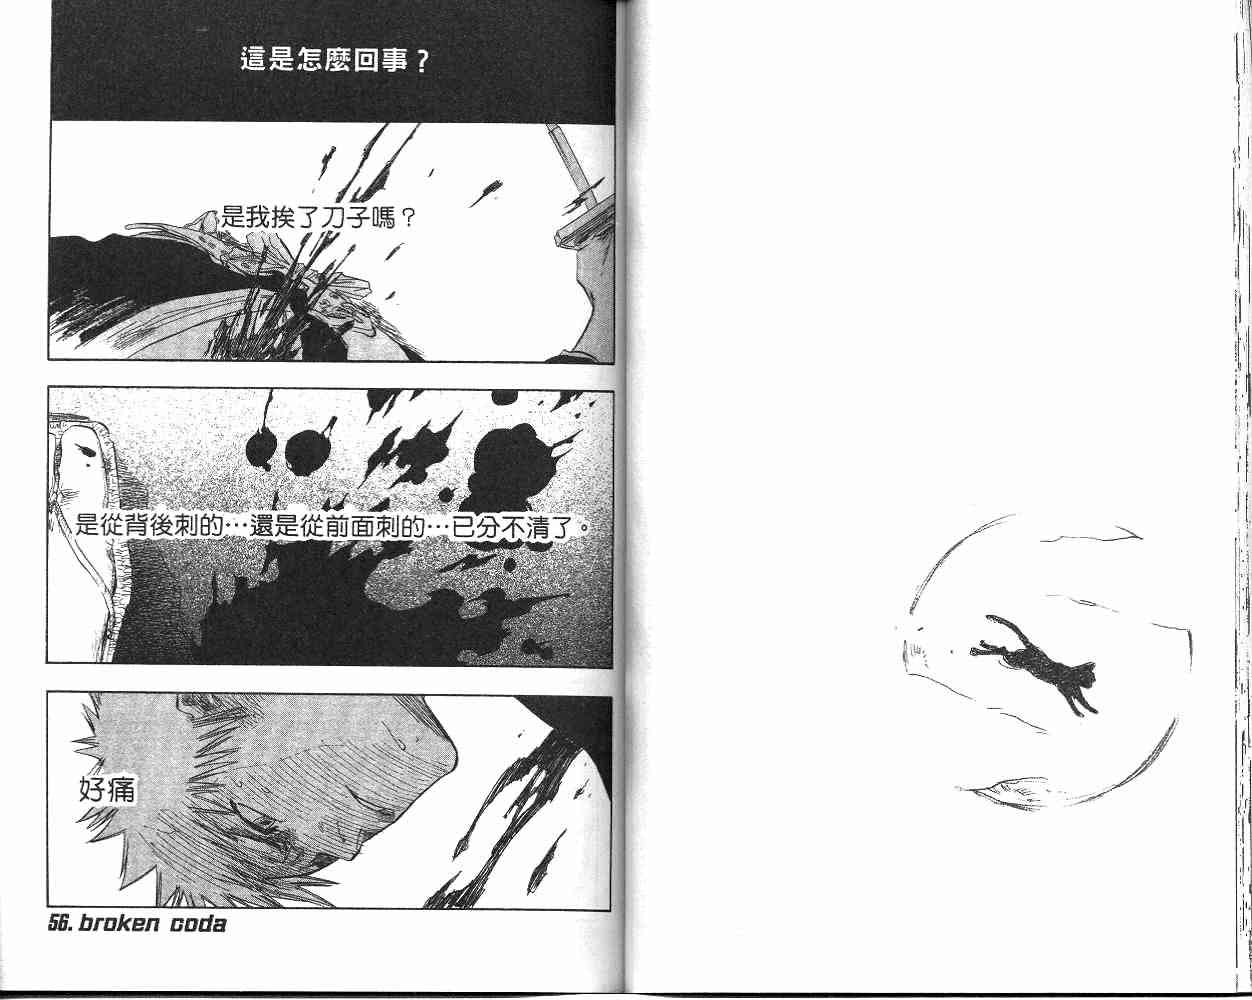 這是怎麼回事？
是我挨了刀子嗎？
是從背後刺的…還是從前面刺的…已分不清了。
好痛
56. broken coda